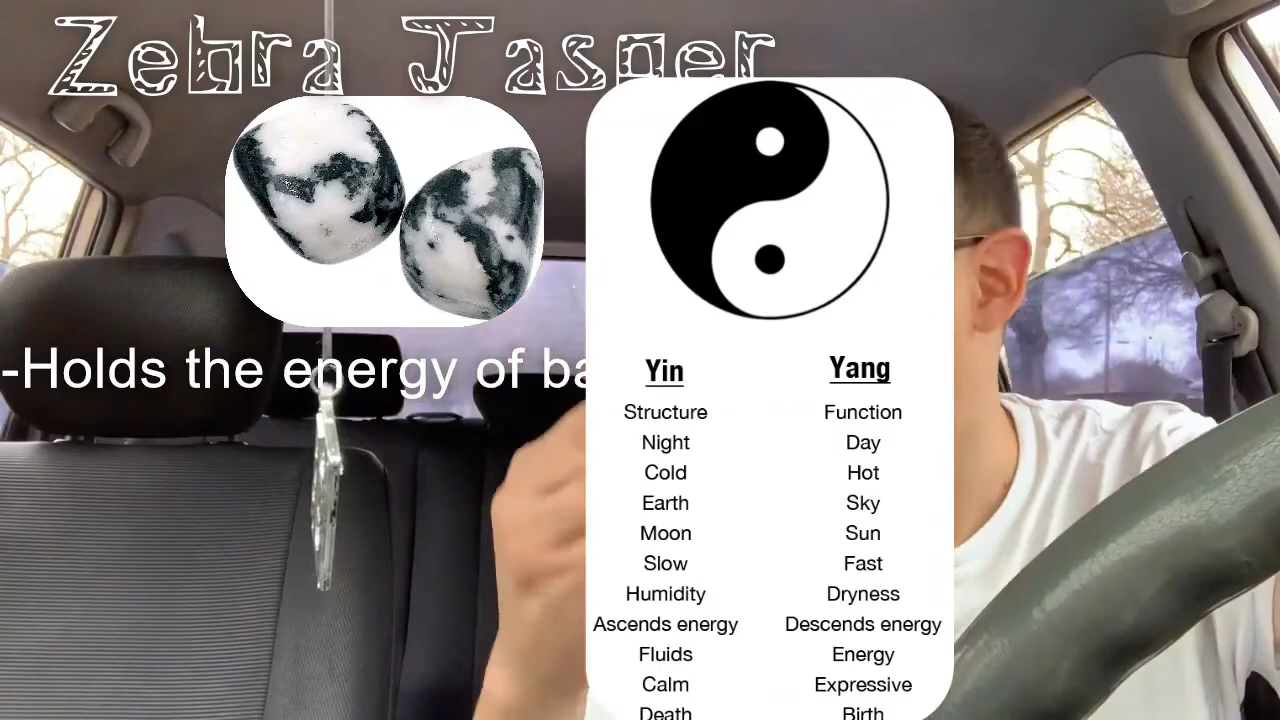 Zebra Jasper
-Holds the energy of
Yin Yang
Structure Function
Night Day
Cold Hot
Earth Sky
Moon Sun
Slow Fast
Humidity Dryness
Ascends energy Descends energy
Fluids Energy
Calm Expressive
Death Birth